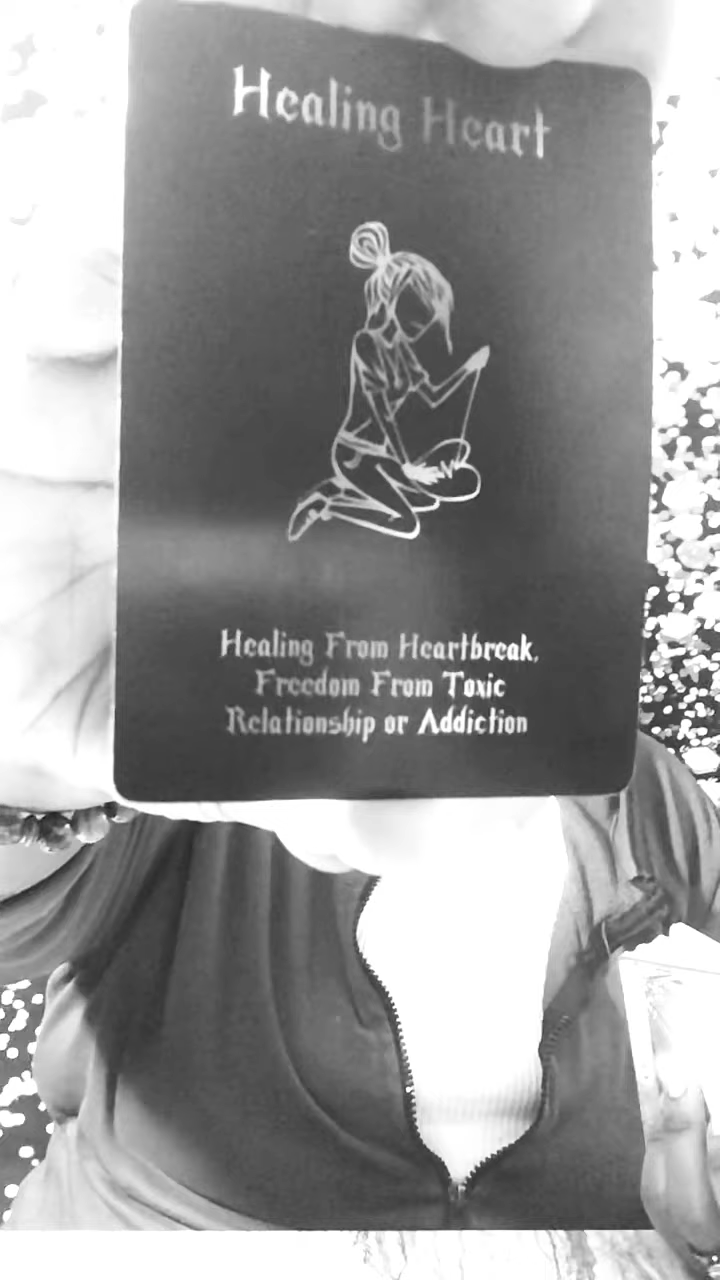 Healing Heart
Healing From Heartbreak,
Freedom From Toxic
Relationship or Addiction